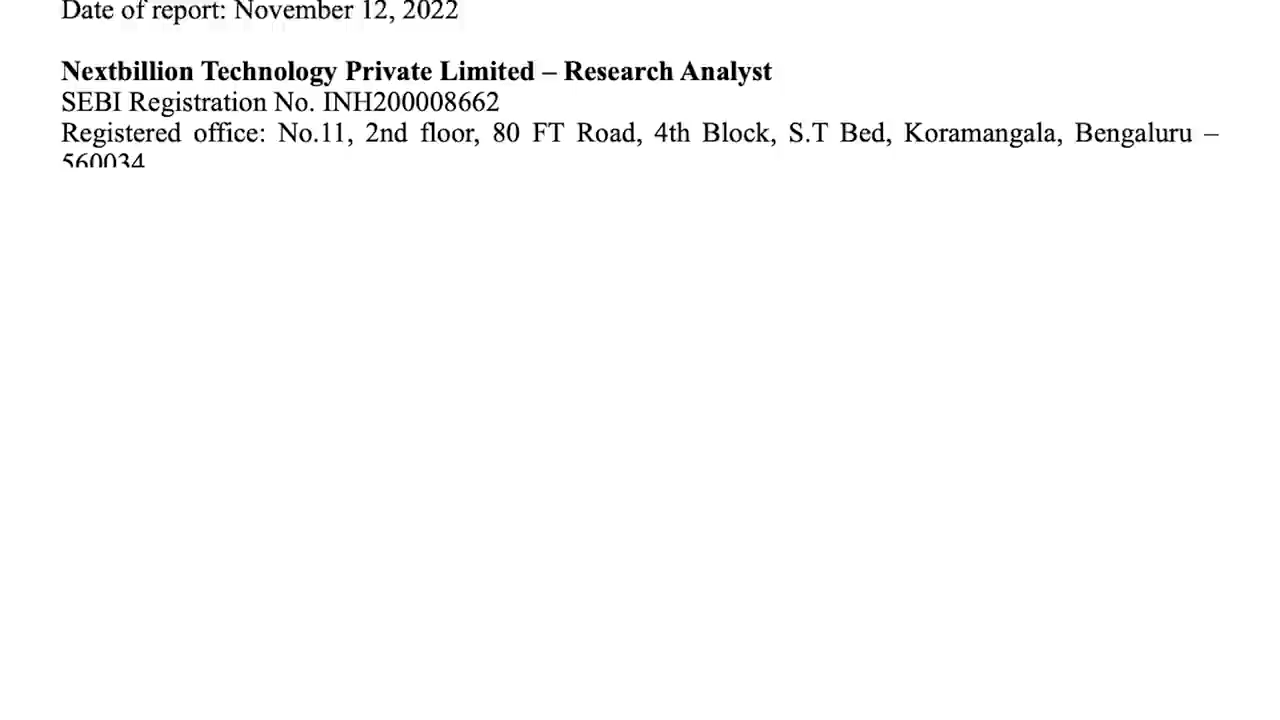 Date of report: November 12, 2022
Nextbillion Technology Private Limited – Research Analyst
SEBI Registration No. INH200008662
Registered office: No.11, 2nd floor, 80 FT Road, 4th Block, S.T Bed, Koramangala, Bengaluru –
560034